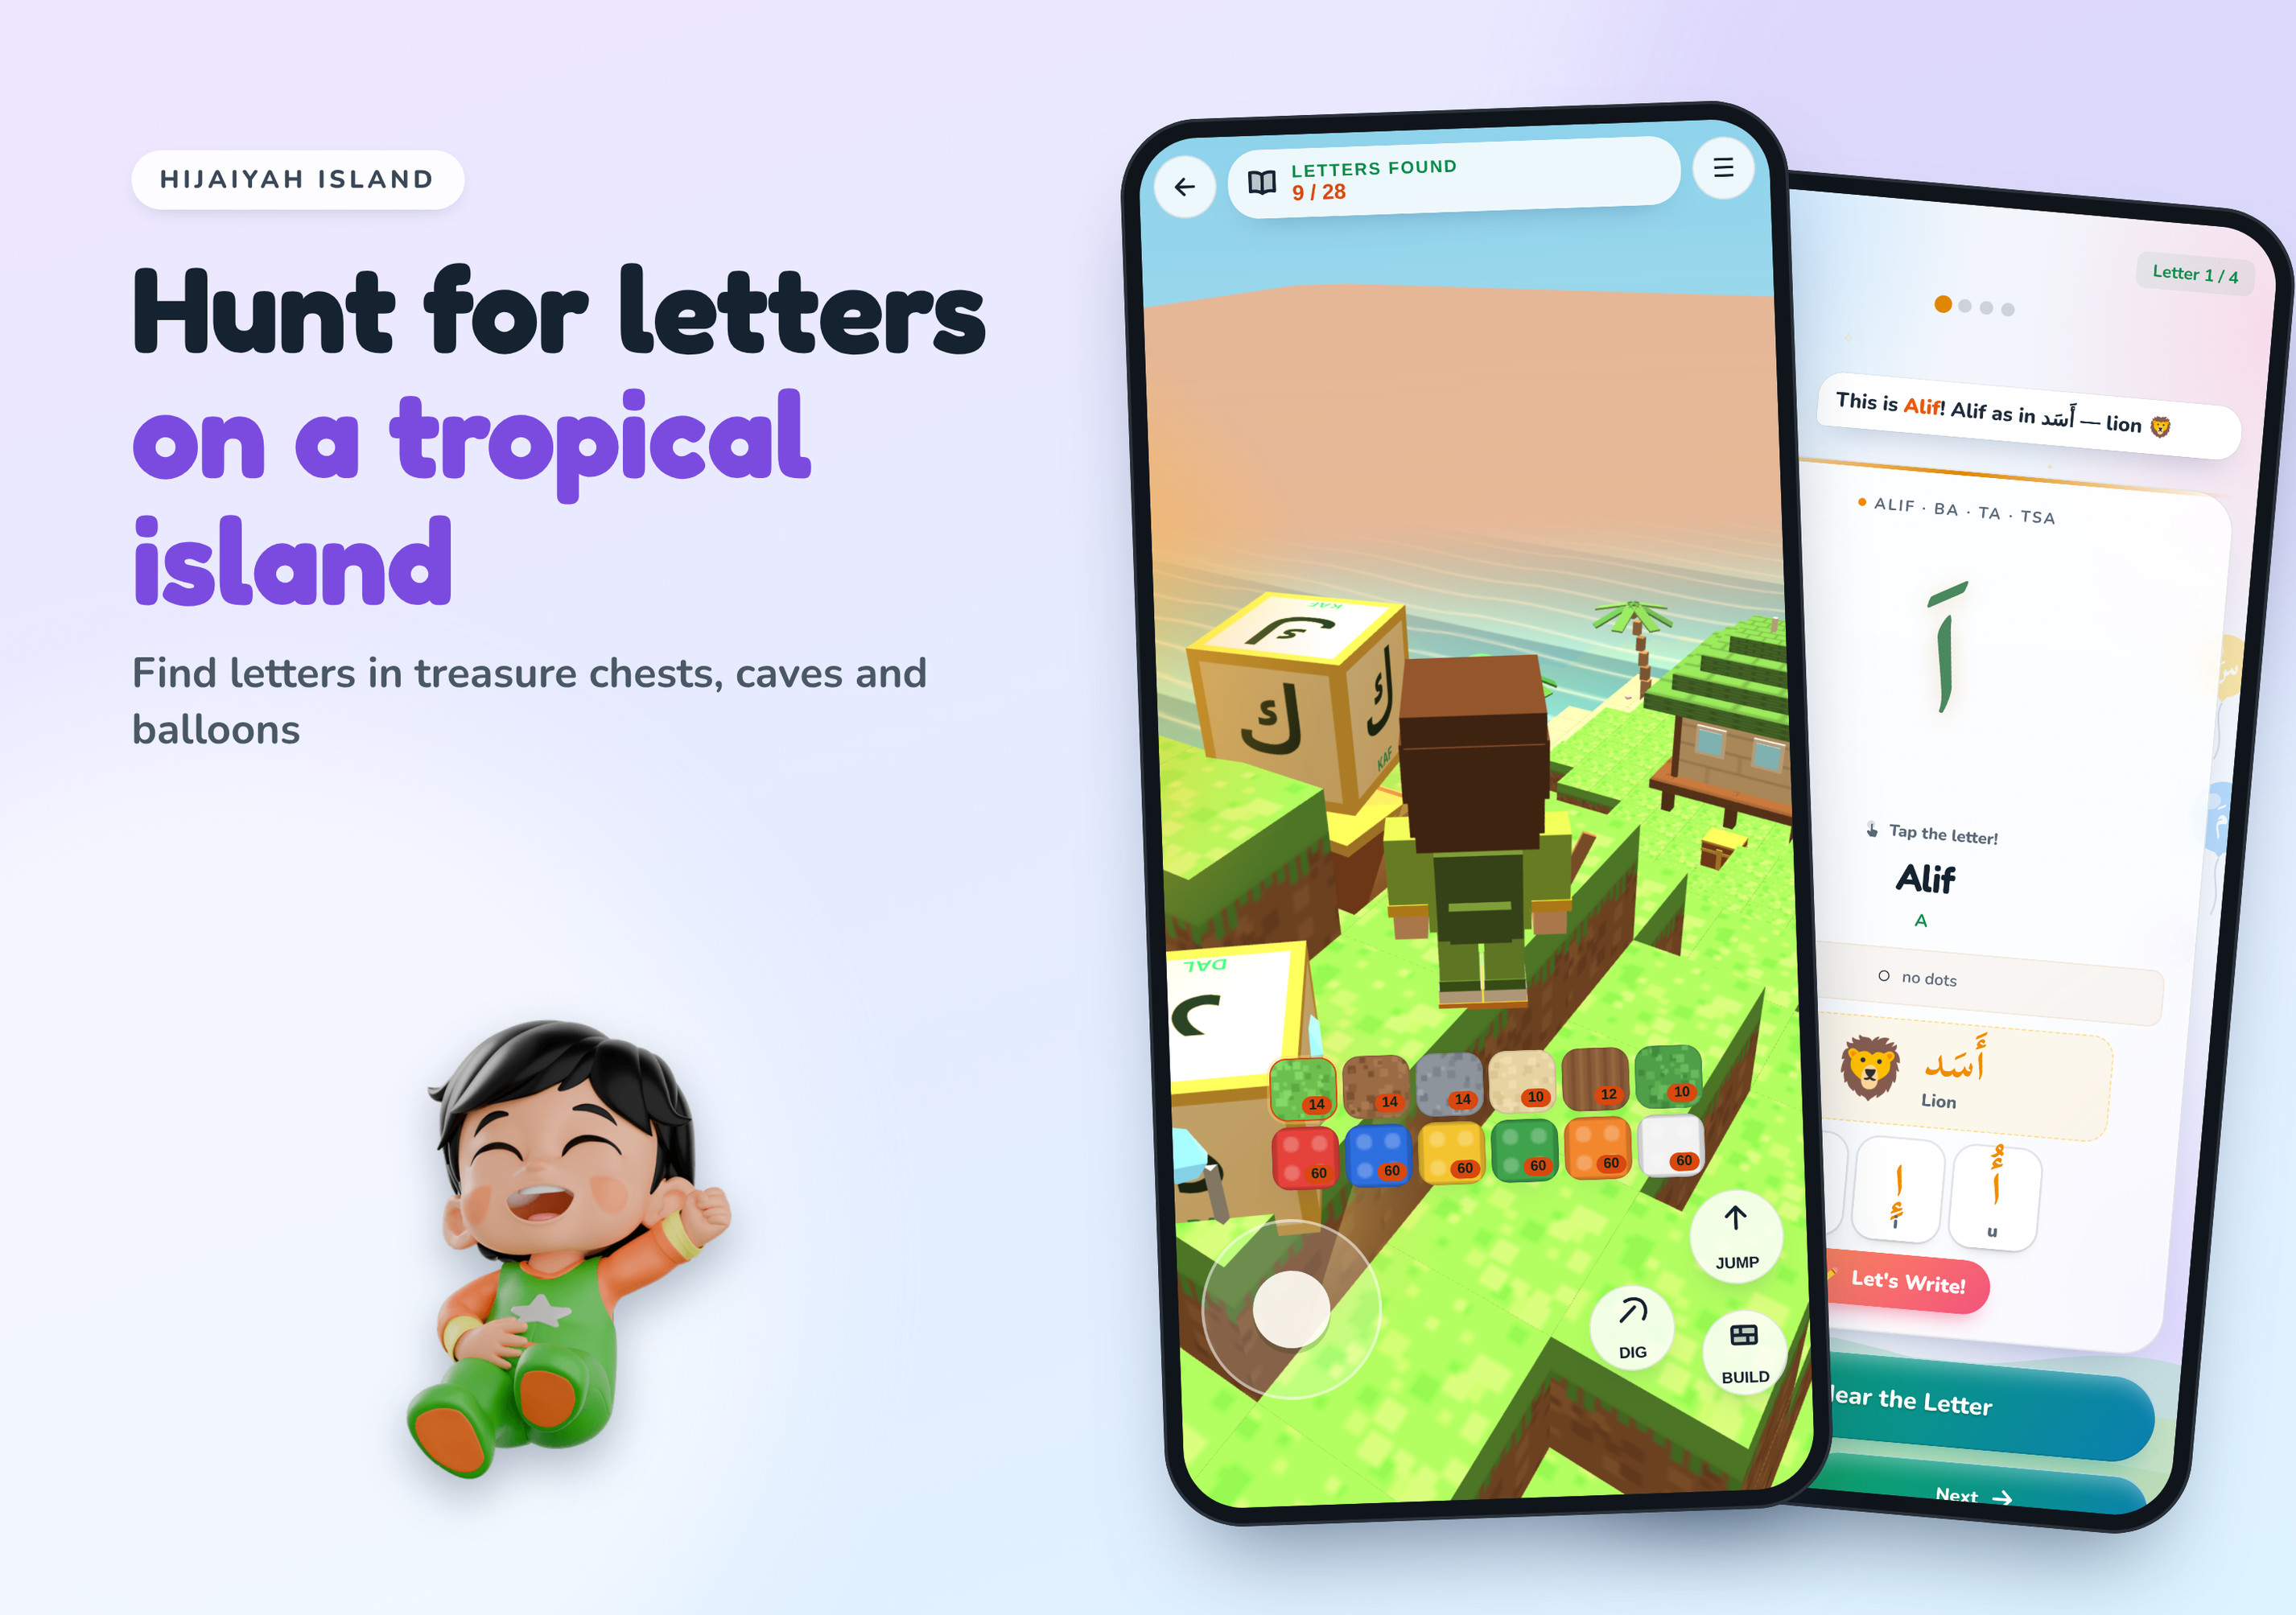 HIJAIYAH ISLAND
Hunt for letters
on a tropical
island
Find letters in treasure chests, caves and
balloons
LETTERS FOUND
9 / 28
KAF
ك
ك
ك
KAF
DAL
د
14
14
14
10
12
10
60
60
60
60
60
60
JUMP
DIG
BUILD
Letter 1 / 4
This is Alif! Alif as in أَسَد — lion
ALIF · BA · TA · TSA
Tap the letter!
Alif
A
no dots
أَسَد
Lion
u
Let's Write!
the Letter
Next